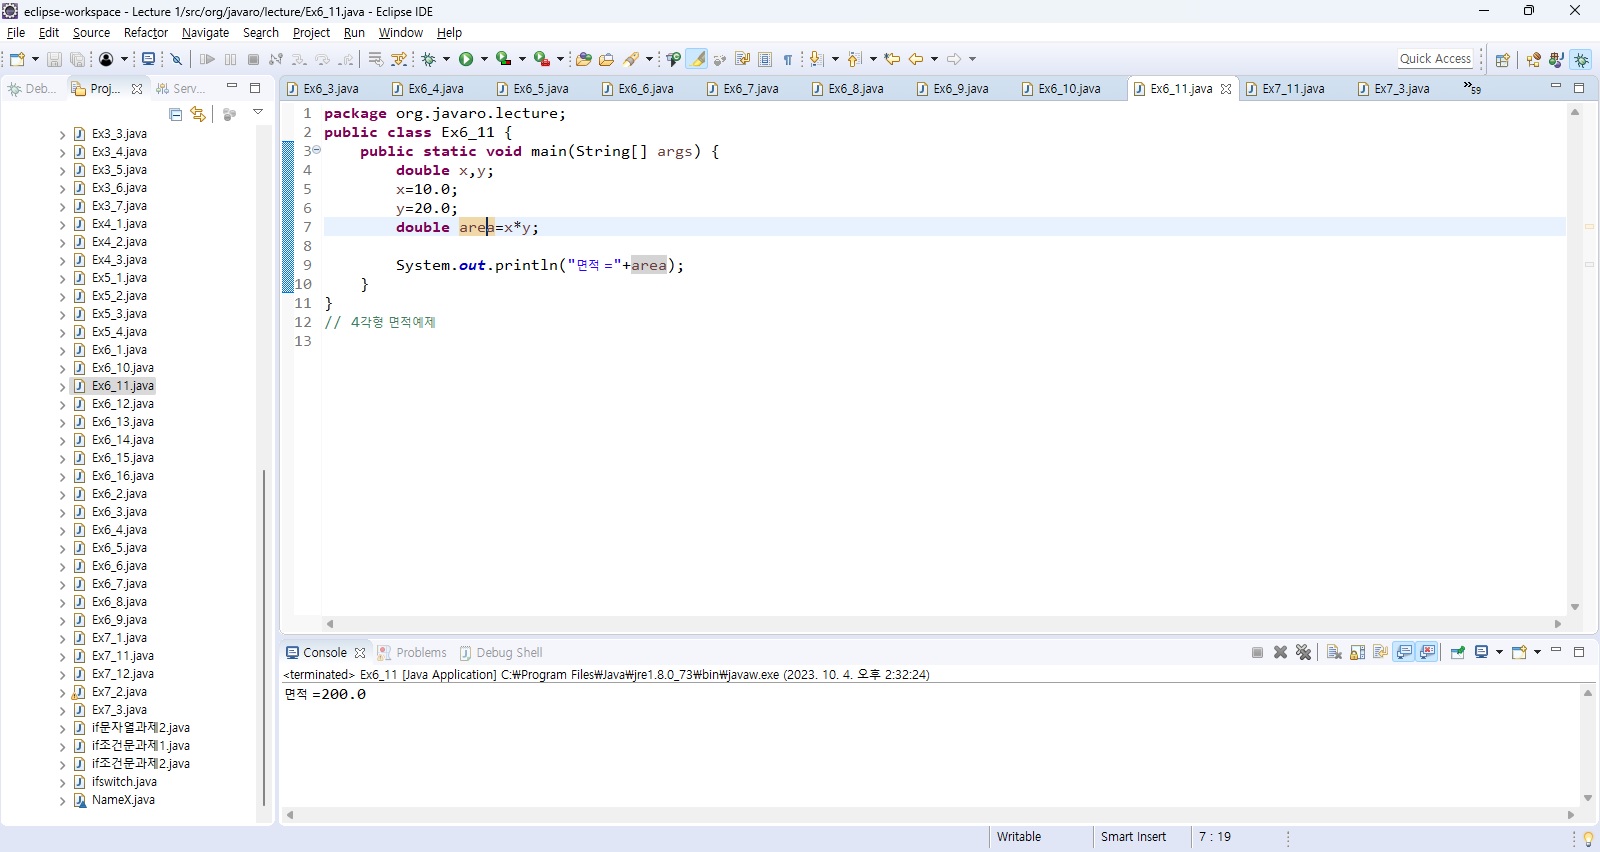 eclipse-workspace - Lecture 1/src/org/javaro/lecture/Ex6_11.java - Eclipse IDE
File Edit Source Refactor Navigate Search Project Run Window Help
Quick Access
Deb... Proj... Serv...
Ex3_3.java
Ex3_4.java
Ex3_5.java
Ex3_6.java
Ex3_7.java
Ex4_1.java
Ex4_2.java
Ex4_3.java
Ex5_1.java
Ex5_2.java
Ex5_3.java
Ex5_4.java
Ex6_1.java
Ex6_10.java
Ex6_11.java
Ex6_12.java
Ex6_13.java
Ex6_14.java
Ex6_15.java
Ex6_16.java
Ex6_2.java
Ex6_3.java
Ex6_4.java
Ex6_5.java
Ex6_6.java
Ex6_7.java
Ex6_8.java
Ex6_9.java
Ex7_1.java
Ex7_11.java
Ex7_12.java
Ex7_2.java
Ex7_3.java
if문자열과제2.java
if조건문과제1.java
if조건문과제2.java
ifswitch.java
NameX.java
Ex6_3.java Ex6_4.java Ex6_5.java Ex6_6.java Ex6_7.java Ex6_8.java Ex6_9.java Ex6_10.java Ex6_11.java Ex7_11.java Ex7_3.java »59
1 package org.javaro.lecture;
2 public class Ex6_11 {
3 public static void main(String[] args) {
4 double x,y;
5 x=10.0;
6 y=20.0;
7 double area=x*y;
8
9 System.out.println("면적 ="+area);
10 }
11 }
12 // 4각형 면적예제
13
Console Problems Debug Shell
<terminated> Ex6_11 [Java Application] C:₩Program Files₩Java₩jre1.8.0_73₩bin₩javaw.exe (2023. 10. 4. 오후 2:32:24)
면적 =200.0
Writable Smart Insert 7 : 19